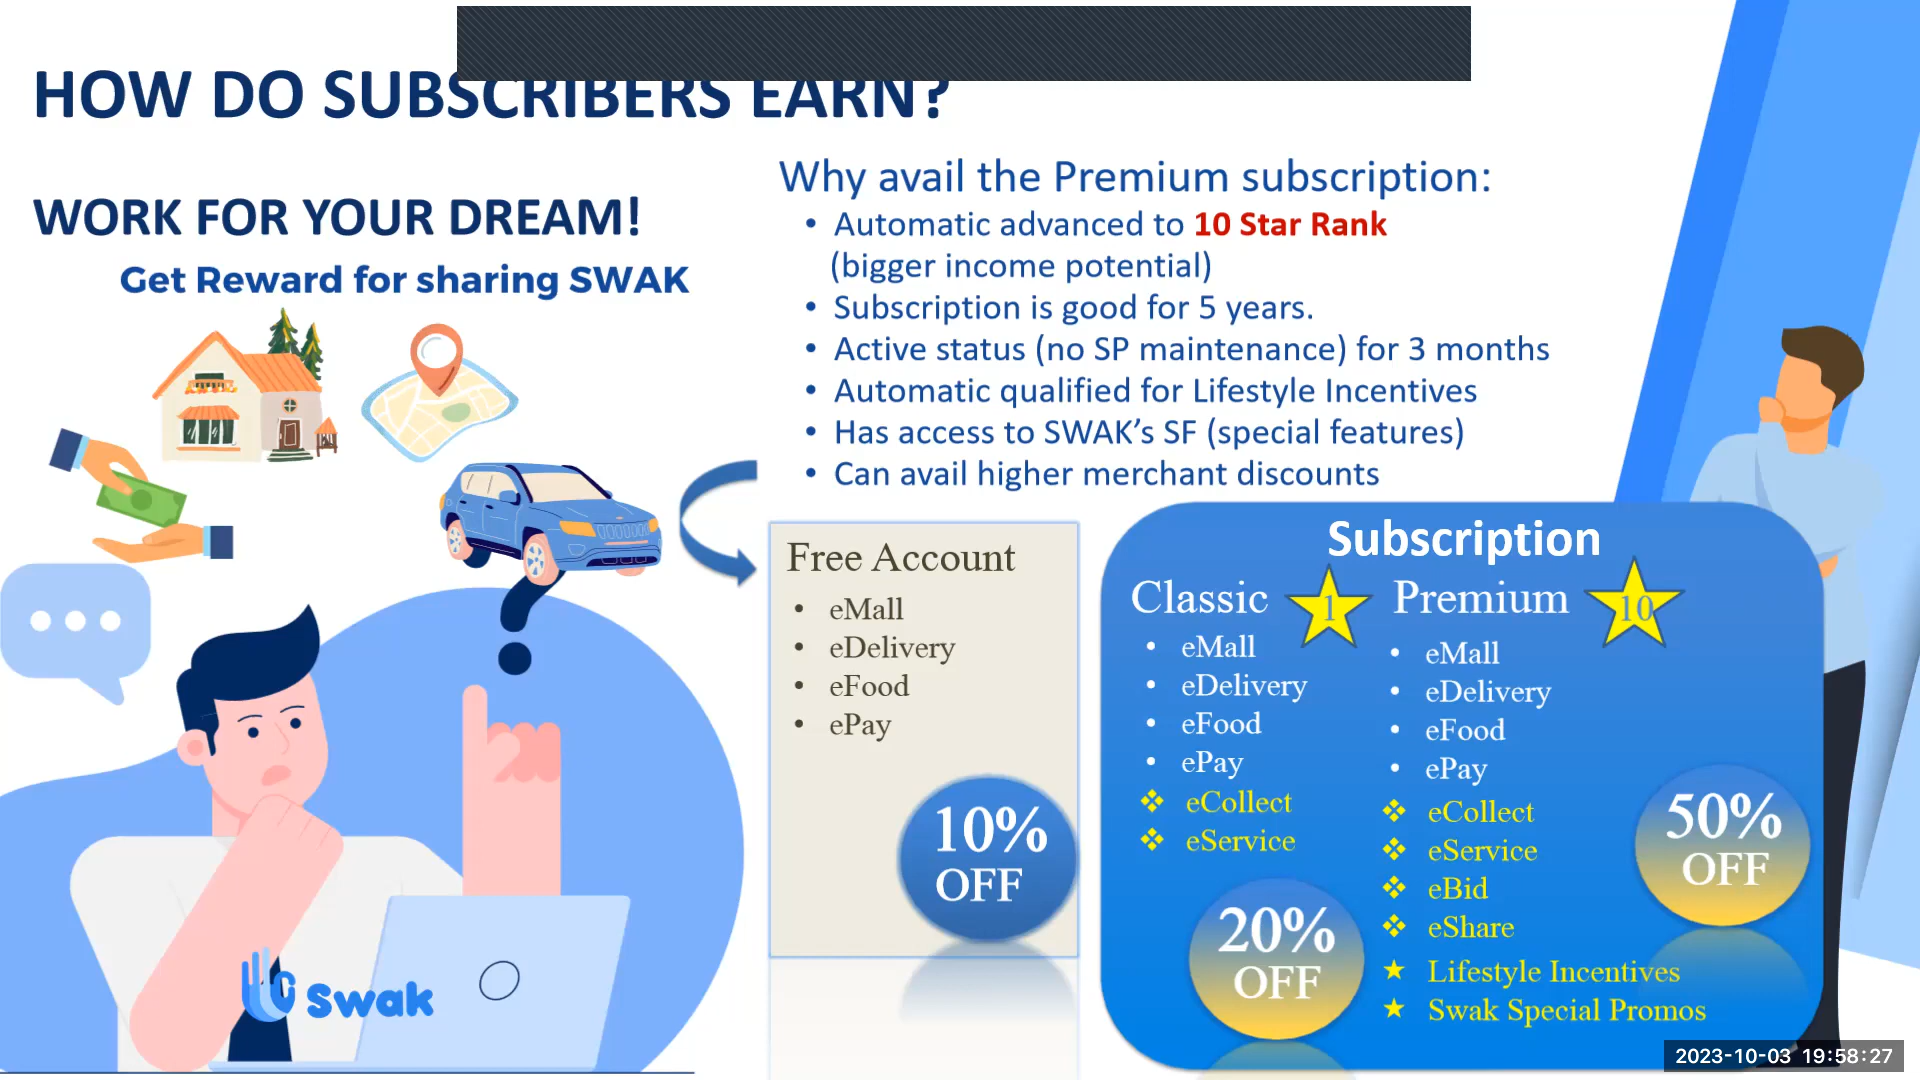 HOW DO SUBSCRIBERS EARN?
WORK FOR YOUR DREAM!
Get Reward for sharing SWAK
Why avail the Premium subscription:
• Automatic advanced to 10 Star Rank
(bigger income potential)
• Subscription is good for 5 years.
• Active status (no SP maintenance) for 3 months
• Automatic qualified for Lifestyle Incentives
• Has access to SWAK’s SF (special features)
• Can avail higher merchant discounts
Free Account
• eMall
• eDelivery
• eFood
• ePay
10%
OFF
Subscription
Classic
1
• eMall
• eDelivery
• eFood
• ePay
❖ eCollect
❖ eService
20%
OFF
Premium
10
• eMall
• eDelivery
• eFood
• ePay
❖ eCollect
❖ eService
❖ eBid
❖ eShare
★ Lifestyle Incentives
★ Swak Special Promos
50%
OFF
Swak
2023-10-03 19:58:27